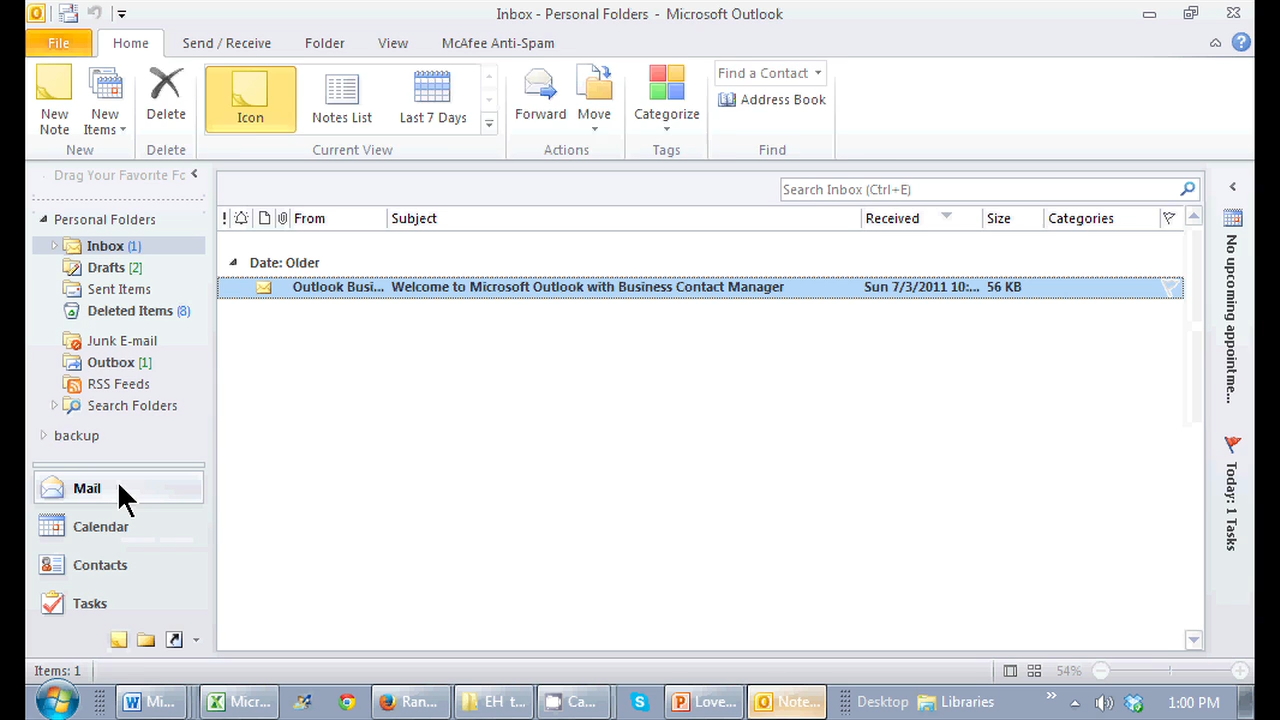 Inbox - Personal Folders - Microsoft Outlook
File Home Send / Receive Folder View McAfee Anti-Spam
New Note
New Items
Delete
Icon
Notes List
Last 7 Days
Forward
Move
Categorize
Find a Contact
Address Book
New Delete Current View Actions Tags Find
Drag Your Favorite Fc
Personal Folders
Inbox (1)
Drafts [2]
Sent Items
Deleted Items (8)
Junk E-mail
Outbox [1]
RSS Feeds
Search Folders
backup
Mail
Calendar
Contacts
Tasks
Search Inbox (Ctrl+E)
! From Subject Received Size Categories
Date: Older
Outlook Busi... Welcome to Microsoft Outlook with Business Contact Manager Sun 7/3/2011 10:... 56 KB
No upcoming appointme...
Today: 1 Tasks
Items: 1
54%
Mi... Micr... Ran... EH t... Ca... Love... Note... Desktop Libraries » 1:00 PM